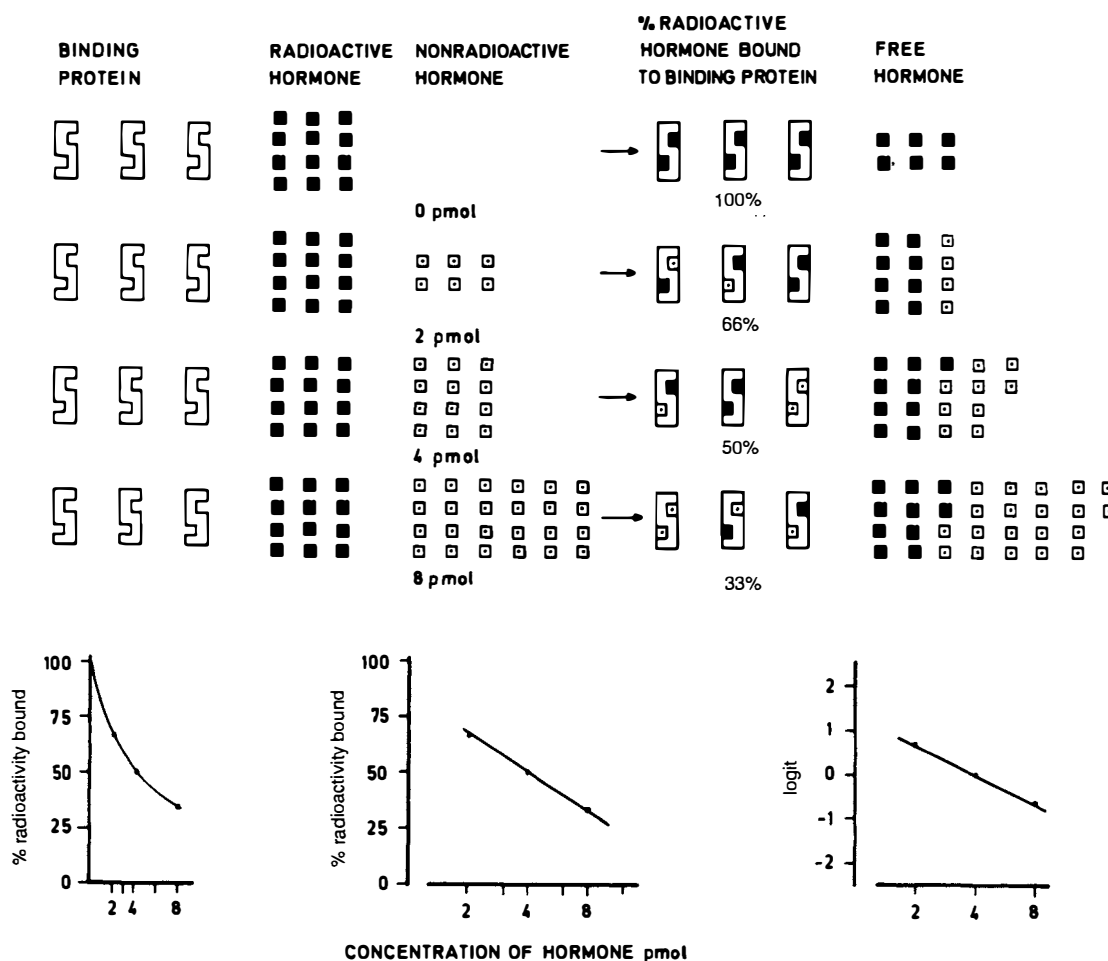 BINDING
PROTEIN
RADIOACTIVE
HORMONE
NONRADIOACTIVE
HORMONE
% RADIOACTIVE
HORMONE BOUND
TO BINDING PROTEIN
FREE
HORMONE
0 pmol
100%
2 pmol
66%
4 pmol
50%
8 pmol
33%
% radioactivity bound
100
75
50
25
0
2 4 8
% radioactivity bound
100
75
50
25
0
2 4 8
logit
2
1
0
-1
-2
2 4 8
CONCENTRATION OF HORMONE pmol